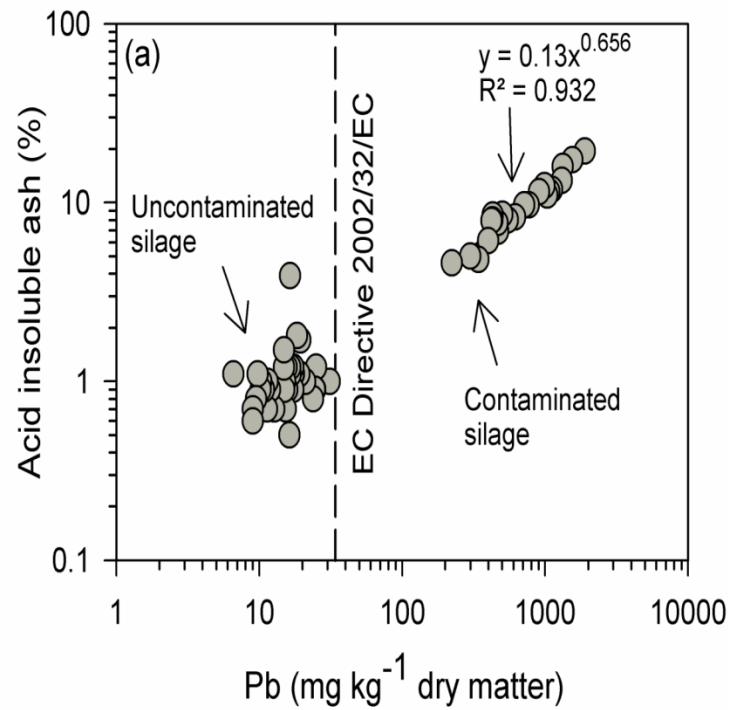 (a)
y = 0.13x^0.656
R² = 0.932
Uncontaminated
silage
EC Directive 2002/32/EC
Contaminated
silage
Acid insoluble ash (%)
100
10
1
0.1
1
10
100
1000
10000
Pb (mg kg⁻¹ dry matter)